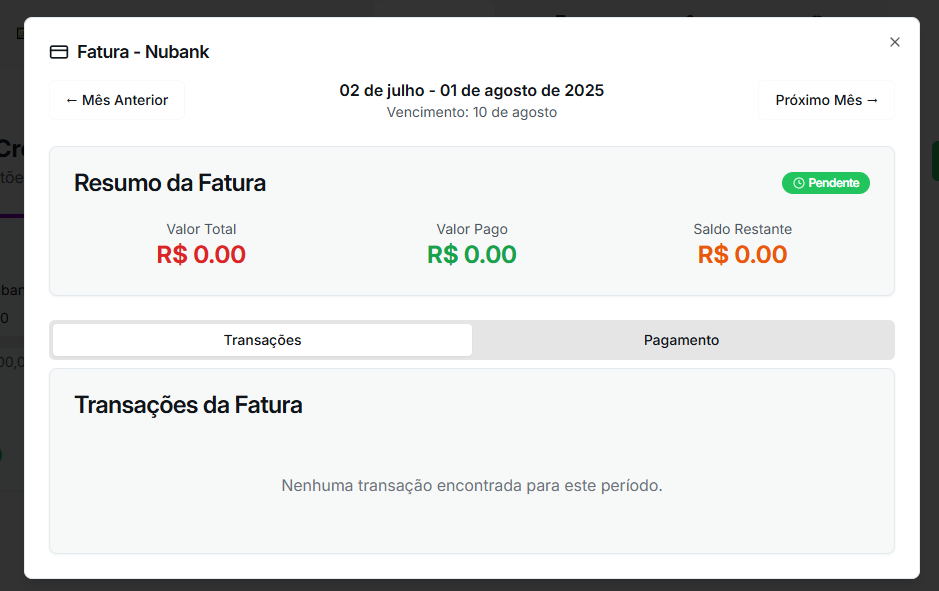 Fatura - Nubank
← Mês Anterior
02 de julho - 01 de agosto de 2025
Vencimento: 10 de agosto
Próximo Mês →
Resumo da Fatura
Pendente
Valor Total
R$ 0.00
Valor Pago
R$ 0.00
Saldo Restante
R$ 0.00
Transações
Pagamento
Transações da Fatura
Nenhuma transação encontrada para este período.